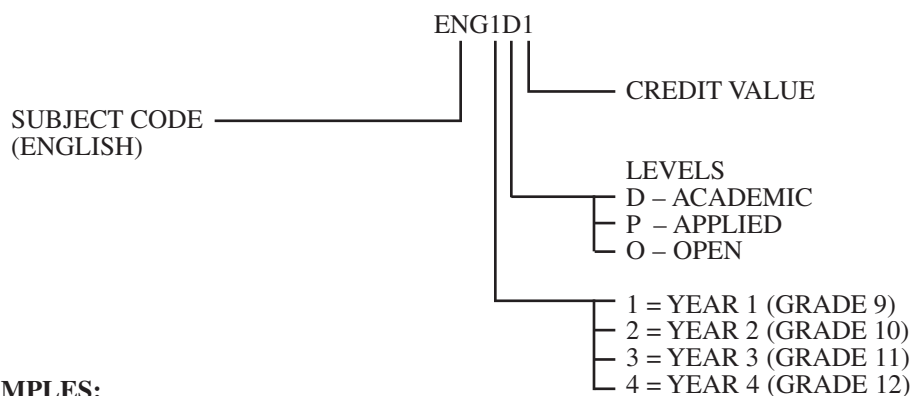 ENG1D1
CREDIT VALUE
SUBJECT CODE
(ENGLISH)
LEVELS
D – ACADEMIC
P – APPLIED
O – OPEN
1 = YEAR 1 (GRADE 9)
2 = YEAR 2 (GRADE 10)
3 = YEAR 3 (GRADE 11)
4 = YEAR 4 (GRADE 12)
MPLES: